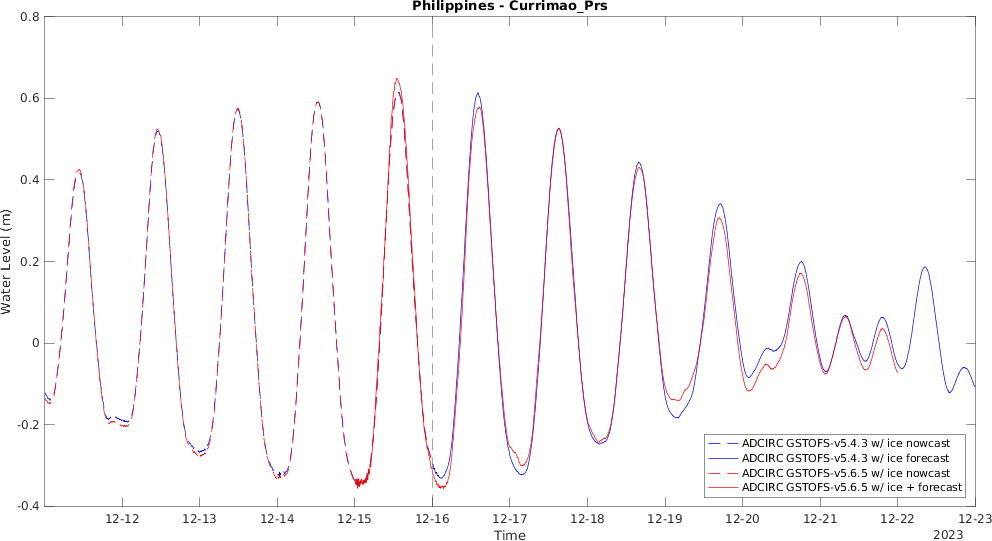 Philippines - Currimao_Prs
0.8
0.6
0.4
0.2
0
-0.2
-0.4
Water Level (m)
ADCIRC GSTOFS-v5.4.3 w/ ice nowcast
ADCIRC GSTOFS-v5.4.3 w/ ice forecast
ADCIRC GSTOFS-v5.6.5 w/ ice nowcast
ADCIRC GSTOFS-v5.6.5 w/ ice + forecast
12-12 12-13 12-14 12-15 12-16 12-17 12-18 12-19 12-20 12-21 12-22 12-23
Time
2023